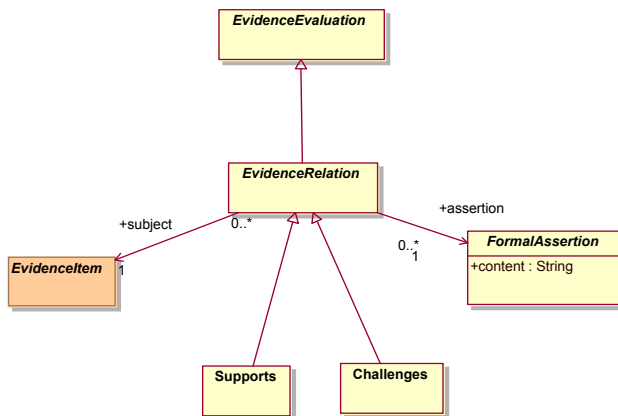 EvidenceEvaluation
EvidenceRelation
+subject
0..*
+assertion
0..*
1
EvidenceItem
1
FormalAssertion
+content : String
Supports
Challenges